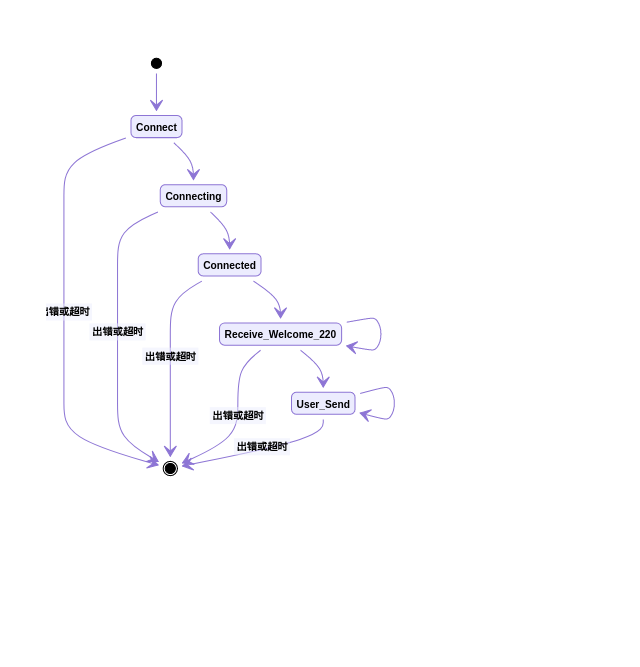 Connect
Connecting
Connected
出错或超时
Receive_Welcome_220
出错或超时
出错或超时
User_Send
出错或超时
出错或超时